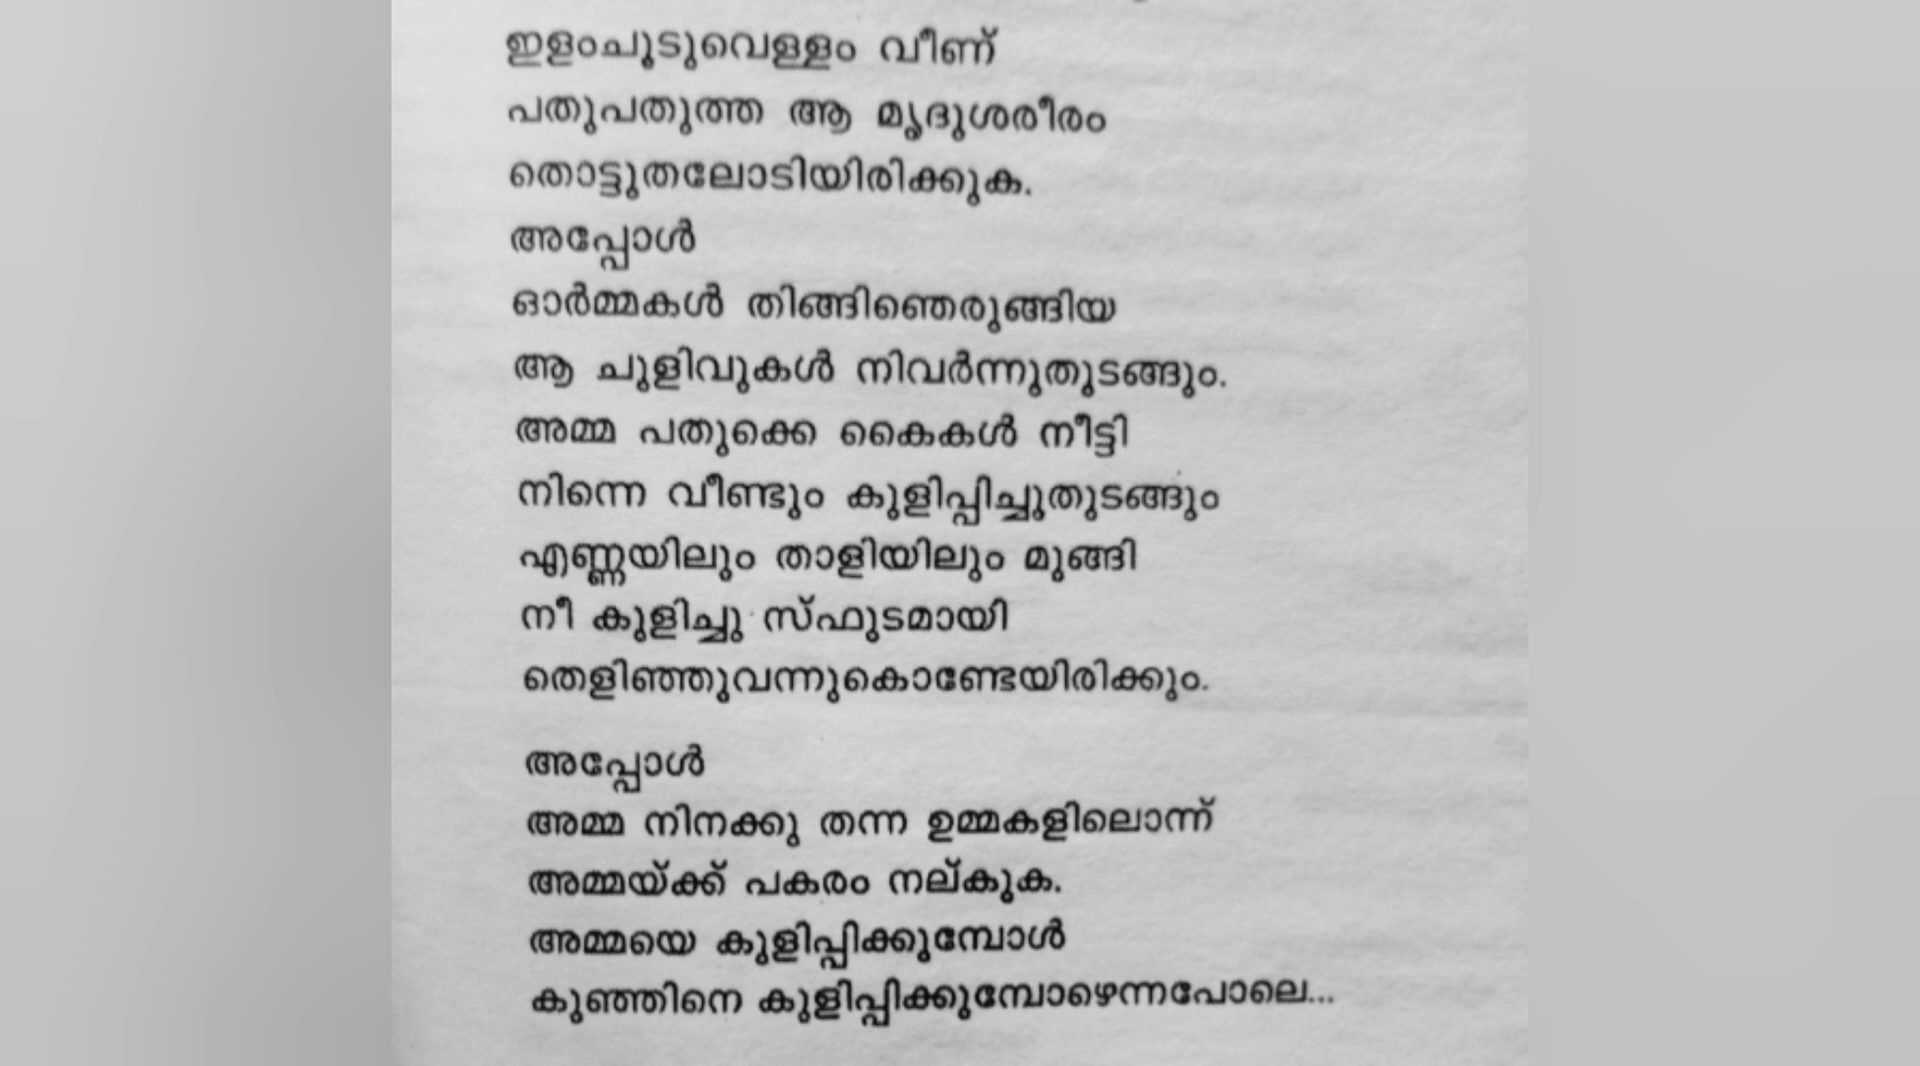 ഇളംചൂടുവെള്ളം വീണ്
പതുപതുത്ത ആ മൃദുശരീരം
തൊട്ടുതലോടിയിരിക്കുക.
അപ്പോൾ
ഓർമ്മകൾ തിങ്ങിഞെരുങ്ങിയ
ആ ചുളിവുകൾ നിവർന്നുതുടങ്ങും.
അമ്മ പതുക്കെ കൈകൾ നീട്ടി
നിന്നെ വീണ്ടും കുളിപ്പിച്ചുതുടങ്ങും
എണ്ണയിലും താളിയിലും മുങ്ങി
നീ കുളിച്ചു സ്ഫുടമായി
തെളിഞ്ഞുവന്നുകൊണ്ടേയിരിക്കും.
അപ്പോൾ
അമ്മ നിനക്കു തന്ന ഉമ്മകളിലൊന്ന്
അമ്മയ്ക്ക് പകരം നല്കുക.
അമ്മയെ കുളിപ്പിക്കുമ്പോൾ
കുഞ്ഞിനെ കുളിപ്പിക്കുമ്പോഴെന്നപോലെ...